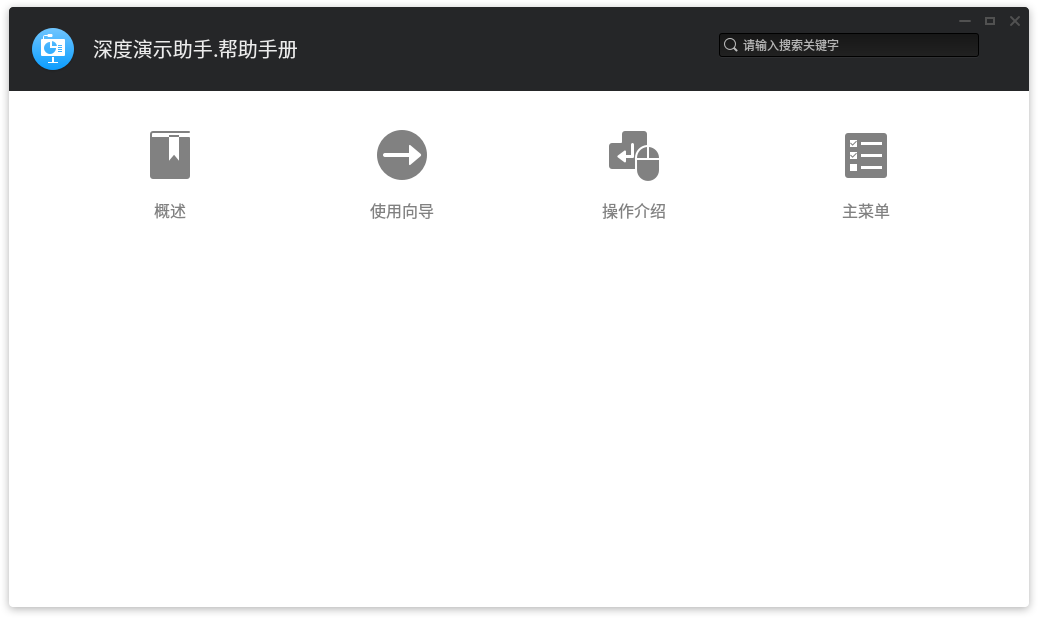 深度演示助手.帮助手册
请输入搜索关键字
概述
使用向导
操作介绍
主菜单